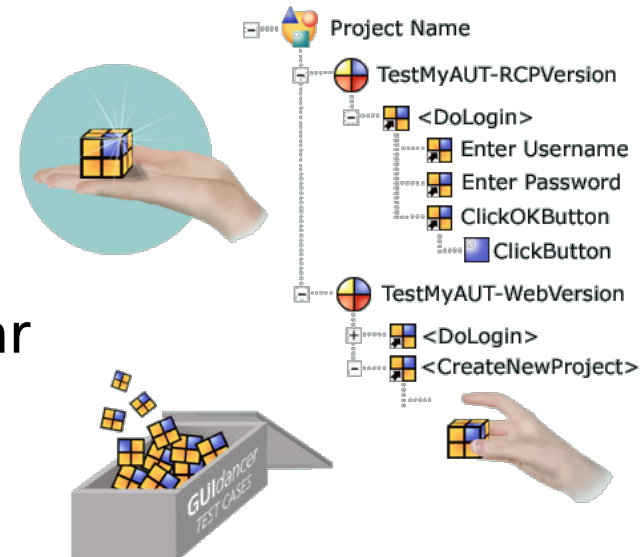 Project Name
TestMyAUT-RCPVersion
<DoLogin>
Enter Username
Enter Password
ClickOKButton
ClickButton
TestMyAUT-WebVersion
<DoLogin>
<CreateNewProject>
ar
GUIdancer
TEST CASES